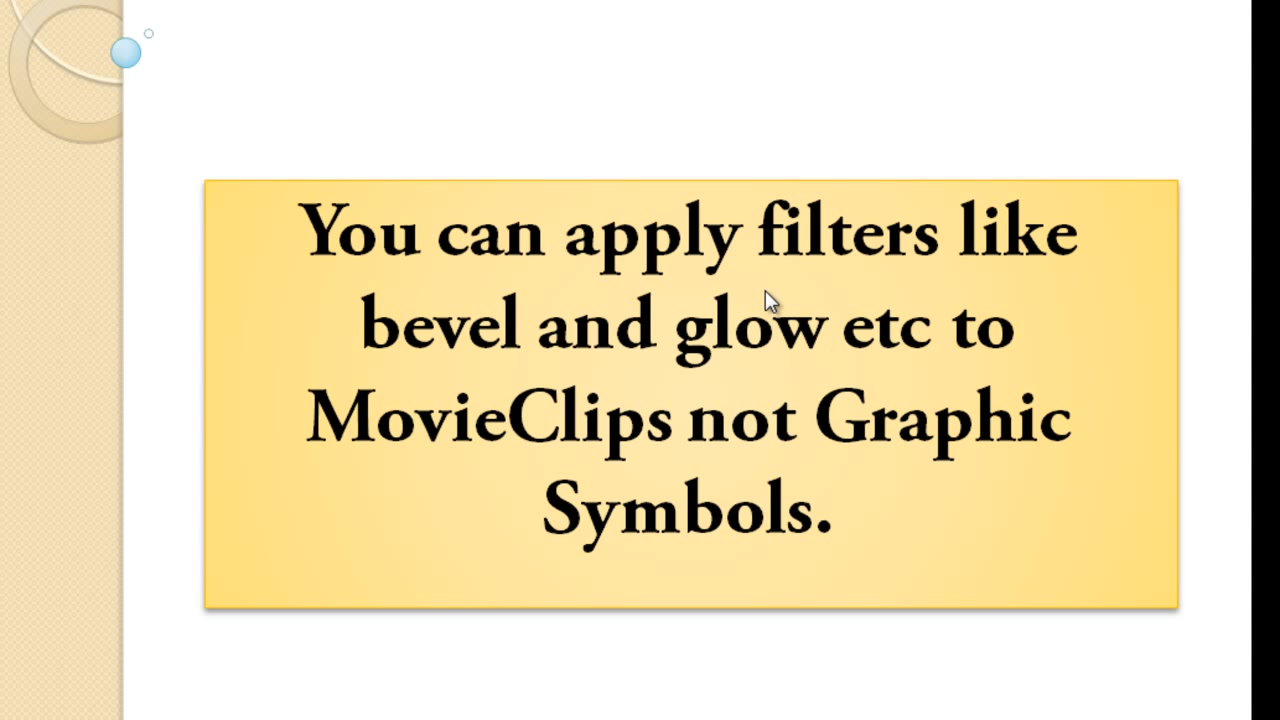 You can apply filters like
bevel and glow etc to
MovieClips not Graphic
Symbols.